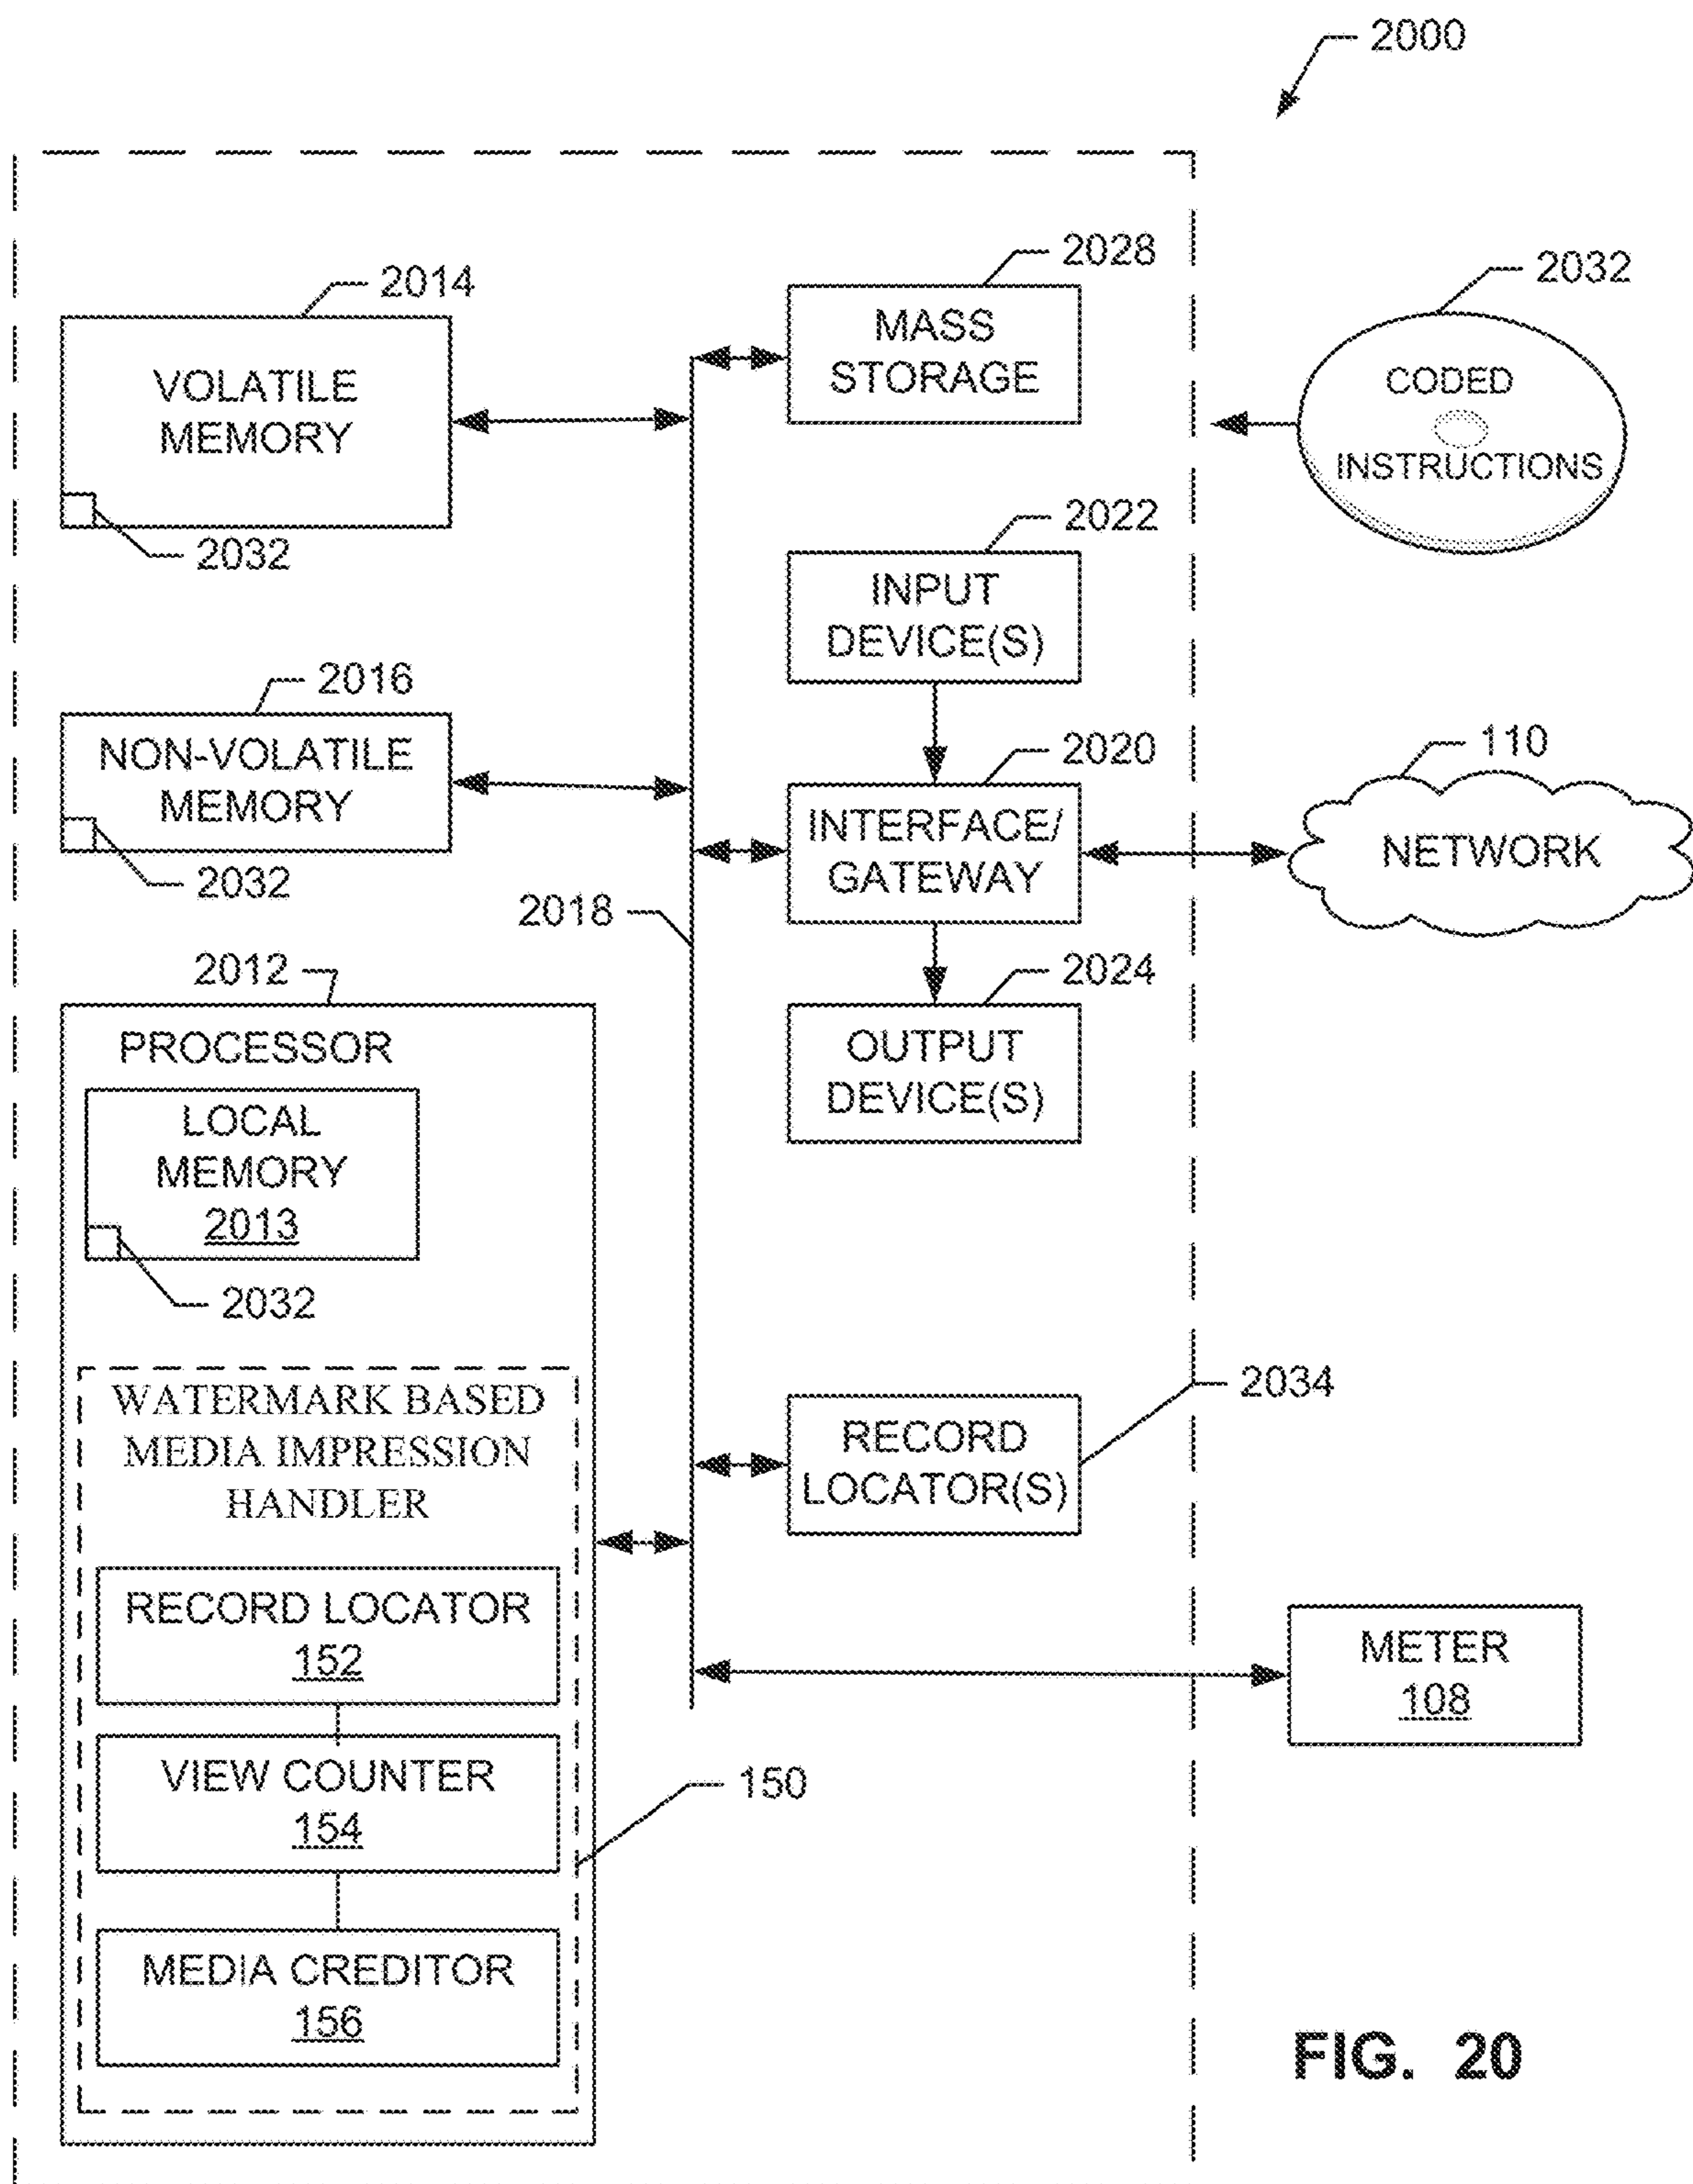 2000
2028
2014
2032
MASS
STORAGE
VOLATILE
MEMORY
CODED
INSTRUCTIONS
2032
2022
INPUT
DEVICE(S)
2016
NON-VOLATILE
MEMORY
2032
2020
INTERFACE/
GATEWAY
110
NETWORK
2018
2012
2024
OUTPUT
DEVICE(S)
PROCESSOR
LOCAL
MEMORY
2013
2032
2034
RECORD
LOCATOR(S)
WATERMARK BASED
MEDIA IMPRESSION
HANDLER
RECORD LOCATOR
152
METER
108
VIEW COUNTER
154
150
MEDIA CREDITOR
156
FIG. 20